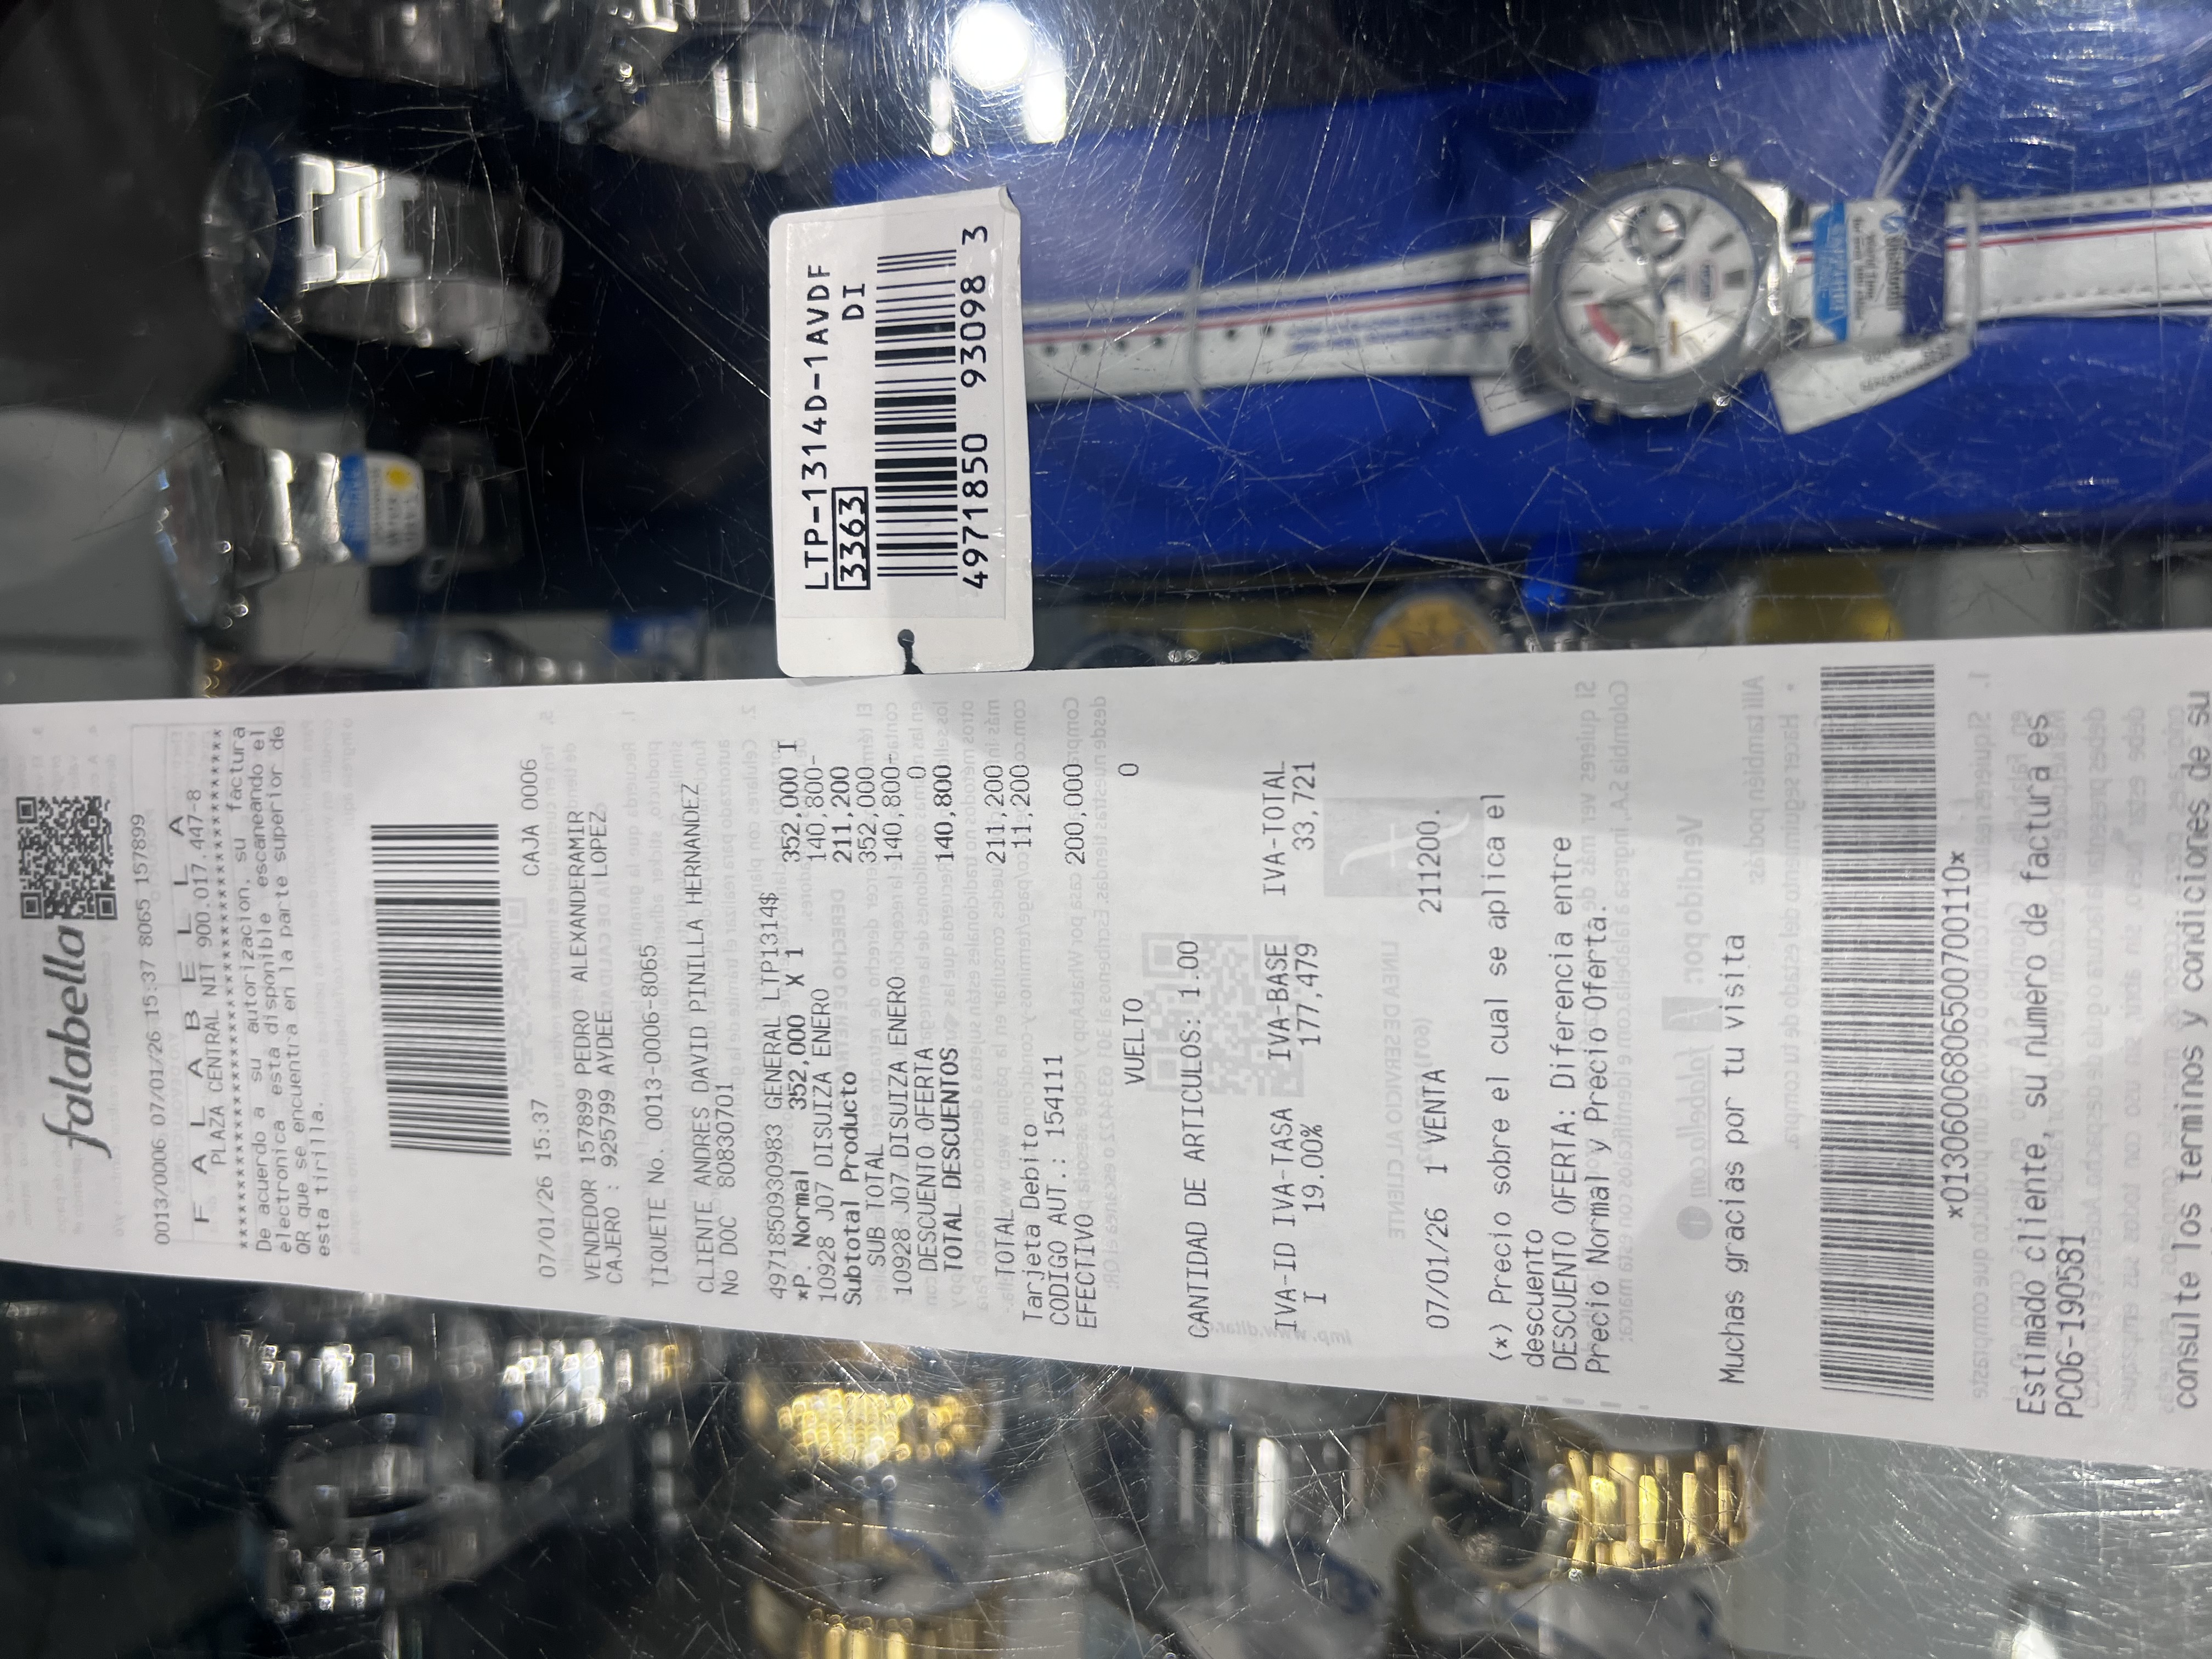 falabella
0013/0006 07/01/26 15:37 8065 157899
F A L A B E L L A
PLAZA CENTRAL NIT 900.017.447-8
De acuerdo a su autorizacion, su factura
electronica esta disponible escaneando el
QR que se encuentra en la parte superior de
esta tirilla.
07/01/26 15:37 CAJA 0006
VENDEDOR 157899 PEDRO ALEXANDERAMIR
CAJERO : 925799 AYDEE LOPEZ
TIQUETE No. 0013-0006-8065
CLIENTE ANDRES DAVID PINILLA HERNANDEZ
No DOC 80830701
4971850930983 GENERAL LTP1314$
*P. Normal 352,000 X 1 352,000 I
10928 JO7 DISUIZA ENERO 140,800-
Subtotal Producto 211,200
SUB TOTAL 352,000
10928 JO7 DISUIZA ENERO 140,800-
DESCUENTO OFERTA 0
TOTAL DESCUENTOS 140,800
TOTAL 211,200
Tarjeta Debito 11,200
CODIGO AUT.: 154111
EFECTIVO 200,000
VUELTO 0
CANTIDAD DE ARTICULOS: 1.00
IVA-ID IVA-TASA IVA-BASE IVA-TOTAL
I 19.00% 177,479 33,721
07/01/26 1 VENTA 211200.
(*) Precio sobre el cual se aplica el
descuento
DESCUENTO OFERTA: Diferencia entre
Precio Normal y Precio Oferta.
Muchas gracias por tu visita
*01306006806500700110*
Estimado cliente, su numero de factura es
PC06-190581
consulte los terminos y condiciones de su
LTP-1314D-1AVDF
3363 DI
4971850 93098 3